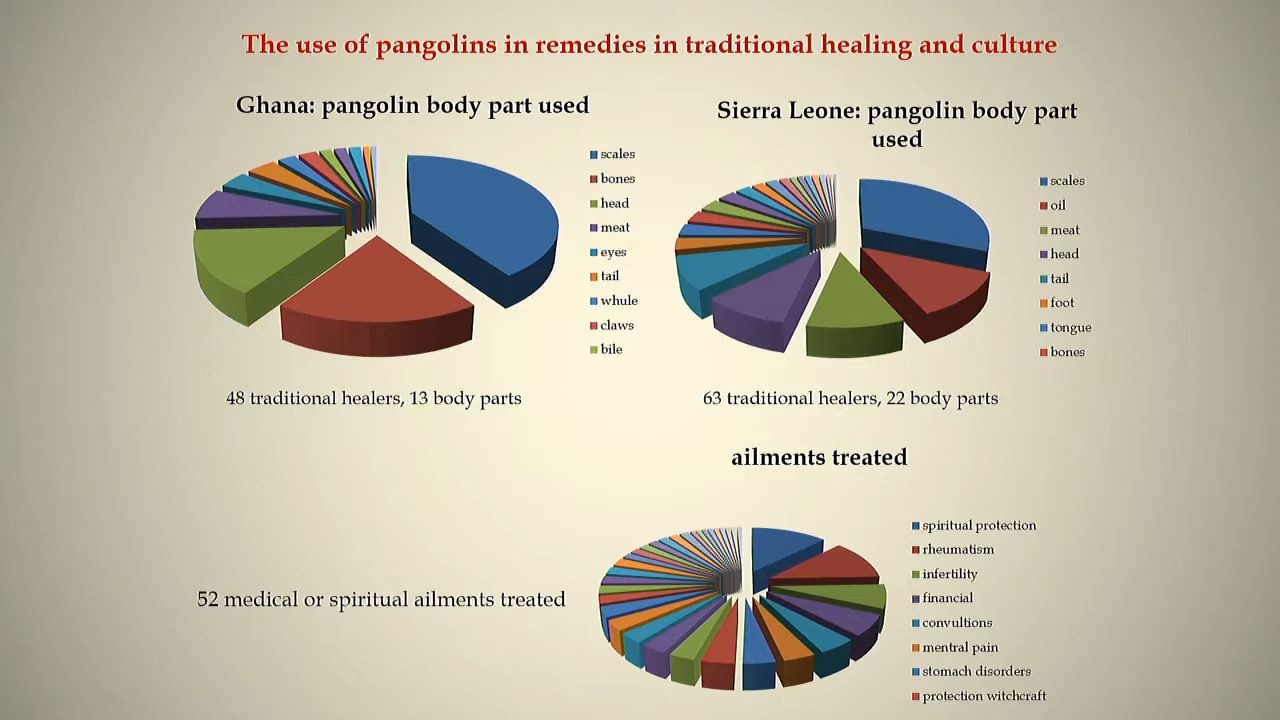 The use of pangolins in remedies in traditional healing and culture
Ghana: pangolin body part used
scales
bones
head
meat
eyes
tail
whule
claws
bile
48 traditional healers, 13 body parts
Sierra Leone: pangolin body part
used
scales
oil
meat
head
tail
foot
tongue
bones
63 traditional healers, 22 body parts
ailments treated
spiritual protection
rheumatism
infertility
financial
convultions
mentral pain
stomach disorders
protection witchcraft
52 medical or spiritual ailments treated